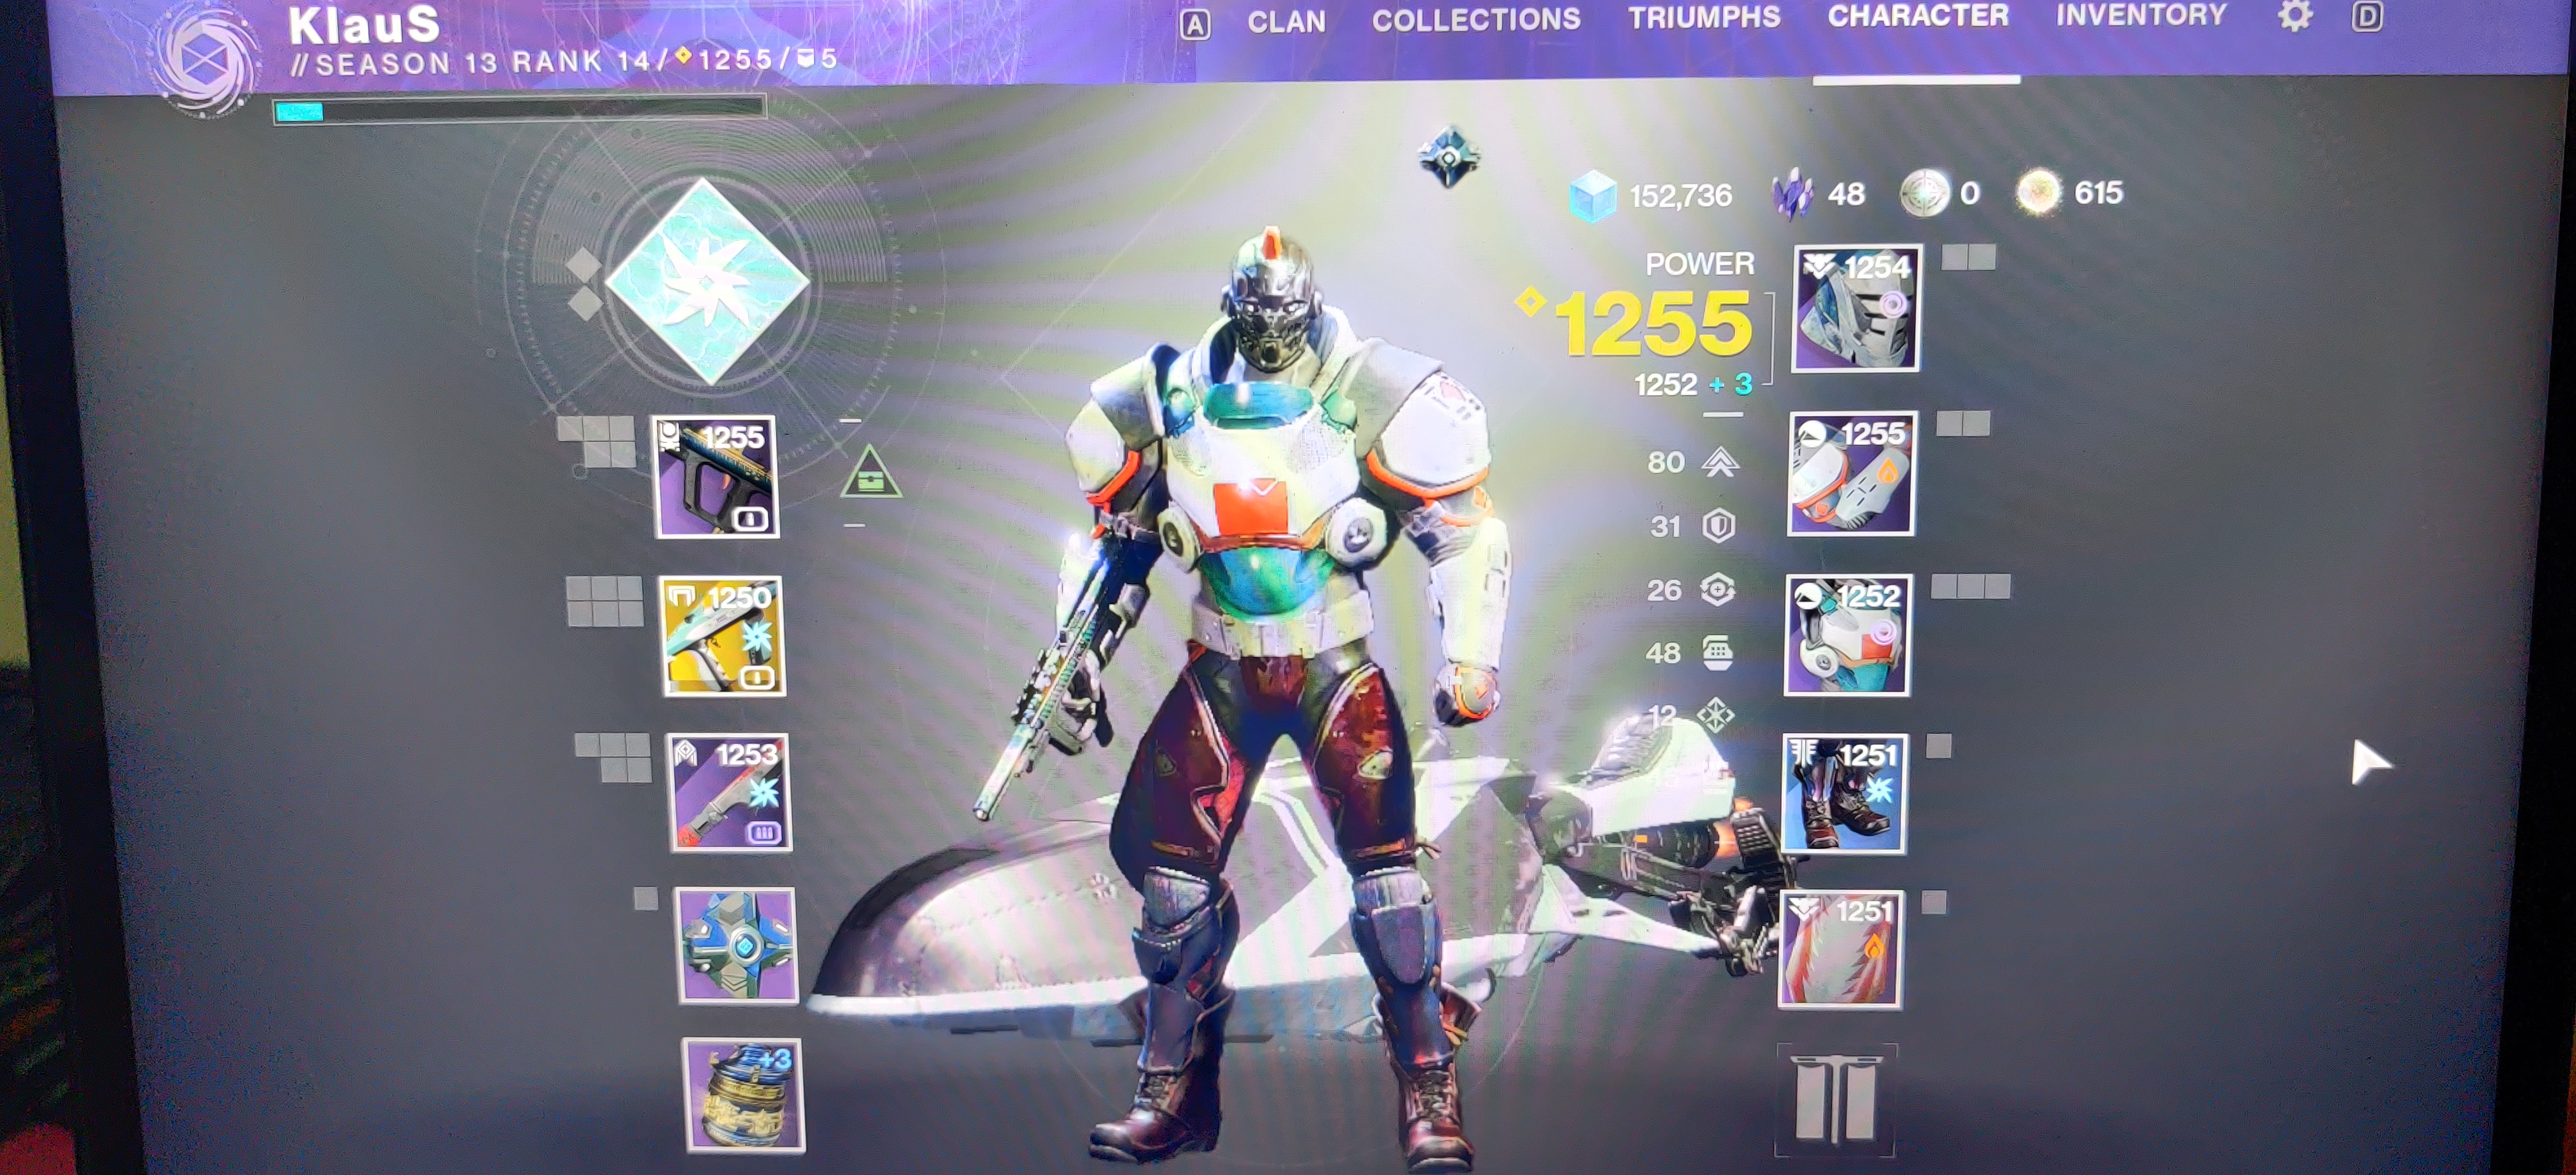 KlauS
// SEASON 13 RANK 14 / 1255 / 5
A CLAN COLLECTIONS TRIUMPHS CHARACTER INVENTORY D
152,736 48 0 615
POWER
1255
1252 + 3
80
31
26
48
12
1255
1250
1253
+3
1254
1255
1252
1251
1251